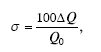 σ = 100ΔQ / Q₀ ,